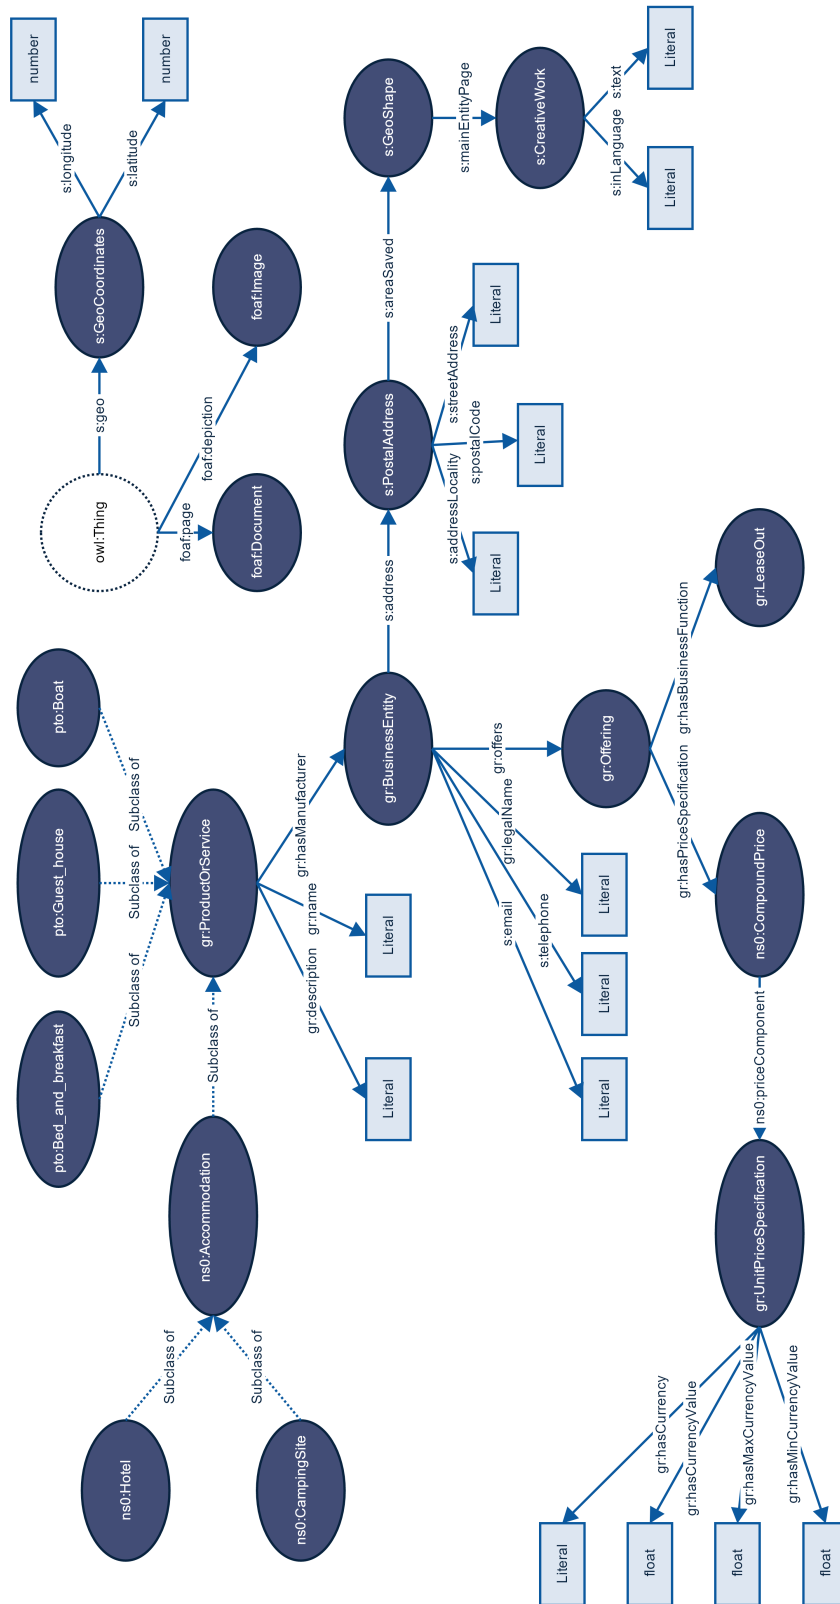 number
number
s:longitude
s:latitude
s:GeoCoordinates
s:geo
owl:Thing
foaf:depiction
foaf:page
foaf:Image
foaf:Document
s:GeoShape
s:mainEntityPage
s:CreativeWork
s:text
s:inLanguage
Literal
Literal
s:areaSaved
s:PostalAddress
s:streetAddress
s:postalCode
s:addressLocality
Literal
Literal
Literal
s:address
pto:Boat
pto:Guest_house
pto:Bed_and_breakfast
Subclass of
Subclass of
Subclass of
gr:ProductOrService
gr:hasManufacturer
gr:name
gr:description
Literal
Literal
gr:BusinessEntity
gr:offers
gr:legalName
s:telephone
s:email
Literal
Literal
Literal
gr:Offering
gr:hasBusinessFunction
gr:hasPriceSpecification
gr:LeaseOut
ns0:CompoundPrice
ns0:priceComponent
gr:UnitPriceSpecification
gr:hasCurrency
gr:hasCurrencyValue
gr:hasMaxCurrencyValue
gr:hasMinCurrencyValue
Literal
float
float
float
Subclass of
ns0:Accommodation
Subclass of
Subclass of
ns0:Hotel
ns0:CampingSite